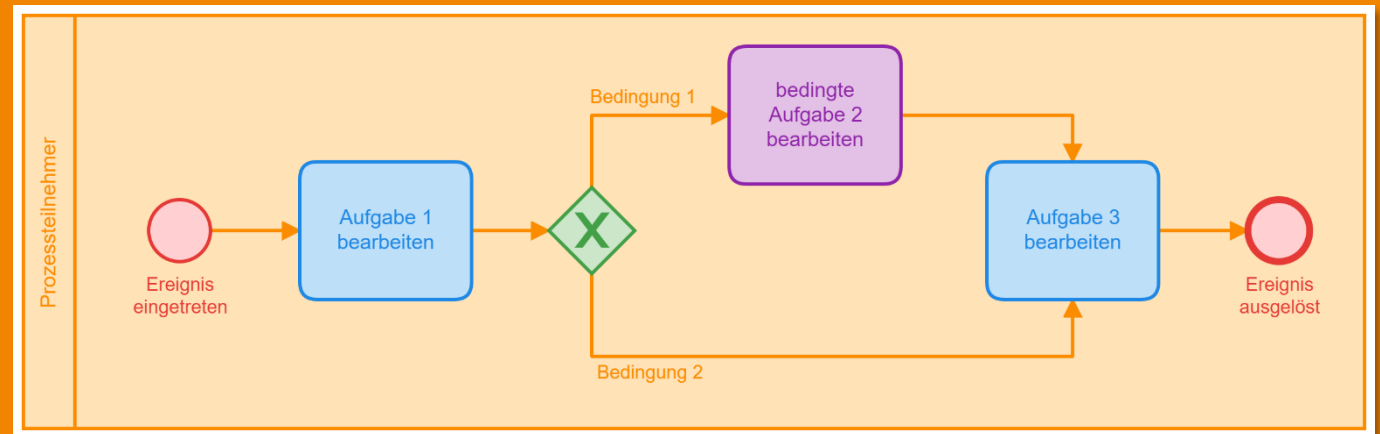 Prozessteilnehmer
Ereignis
eingetreten
Aufgabe 1
bearbeiten
X
Bedingung 1
bedingte
Aufgabe 2
bearbeiten
Bedingung 2
Aufgabe 3
bearbeiten
Ereignis
ausgelöst